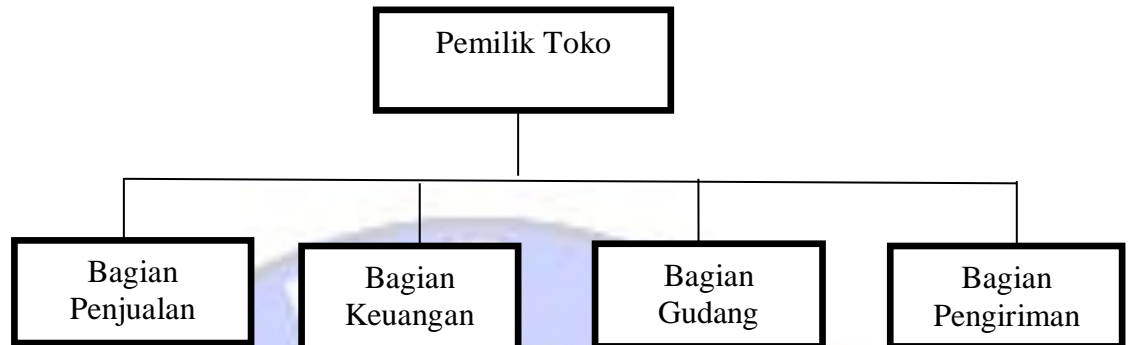 Pemilik Toko
Bagian
Penjualan
Bagian
Keuangan
Bagian
Gudang
Bagian
Pengiriman